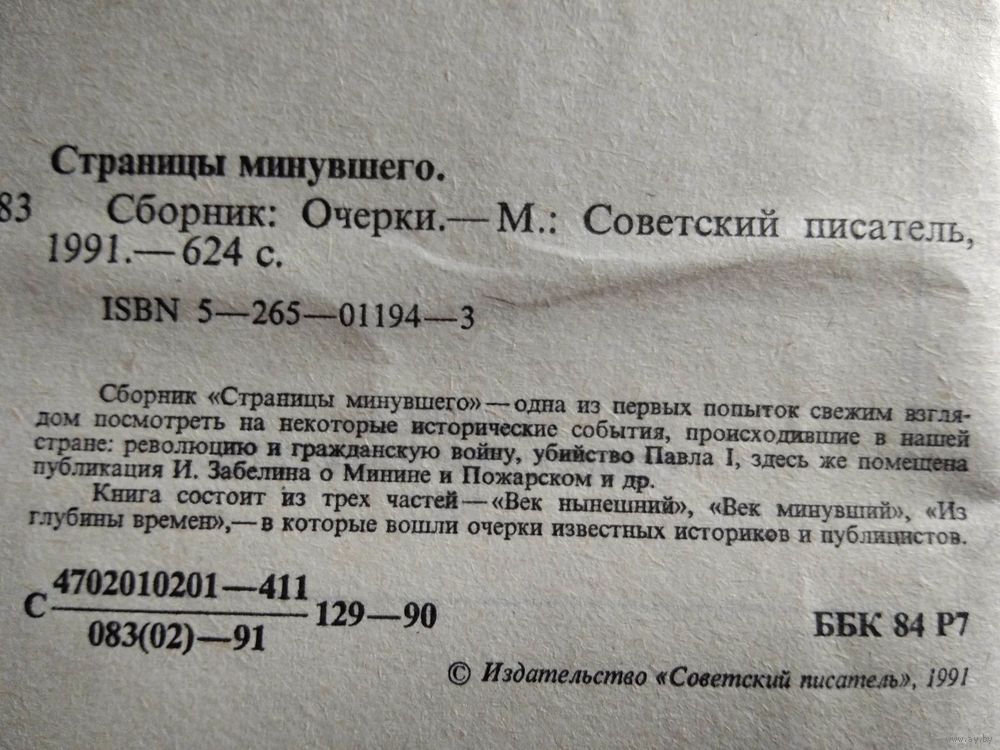 Страницы минувшего.
83 Сборник: Очерки.— М.: Советский писатель,
1991.— 624 с.
ISBN 5—265—01194—3
Сборник «Страницы минувшего» — одна из первых попыток свежим взгля-
дом посмотреть на некоторые исторические события, происходившие в нашей
стране: революцию и гражданскую войну, убийство Павла I, здесь же помещена
публикация И. Забелина о Минине и Пожарском и др.
Книга состоит из трех частей — «Век нынешний», «Век минувший», «Из
глубины времен»,— в которые вошли очерки известных историков и публицистов.
4702010201—411
С 129—90
083(02)—91
ББК 84 Р7
© Издательство «Советский писатель», 1991
www.ay.by